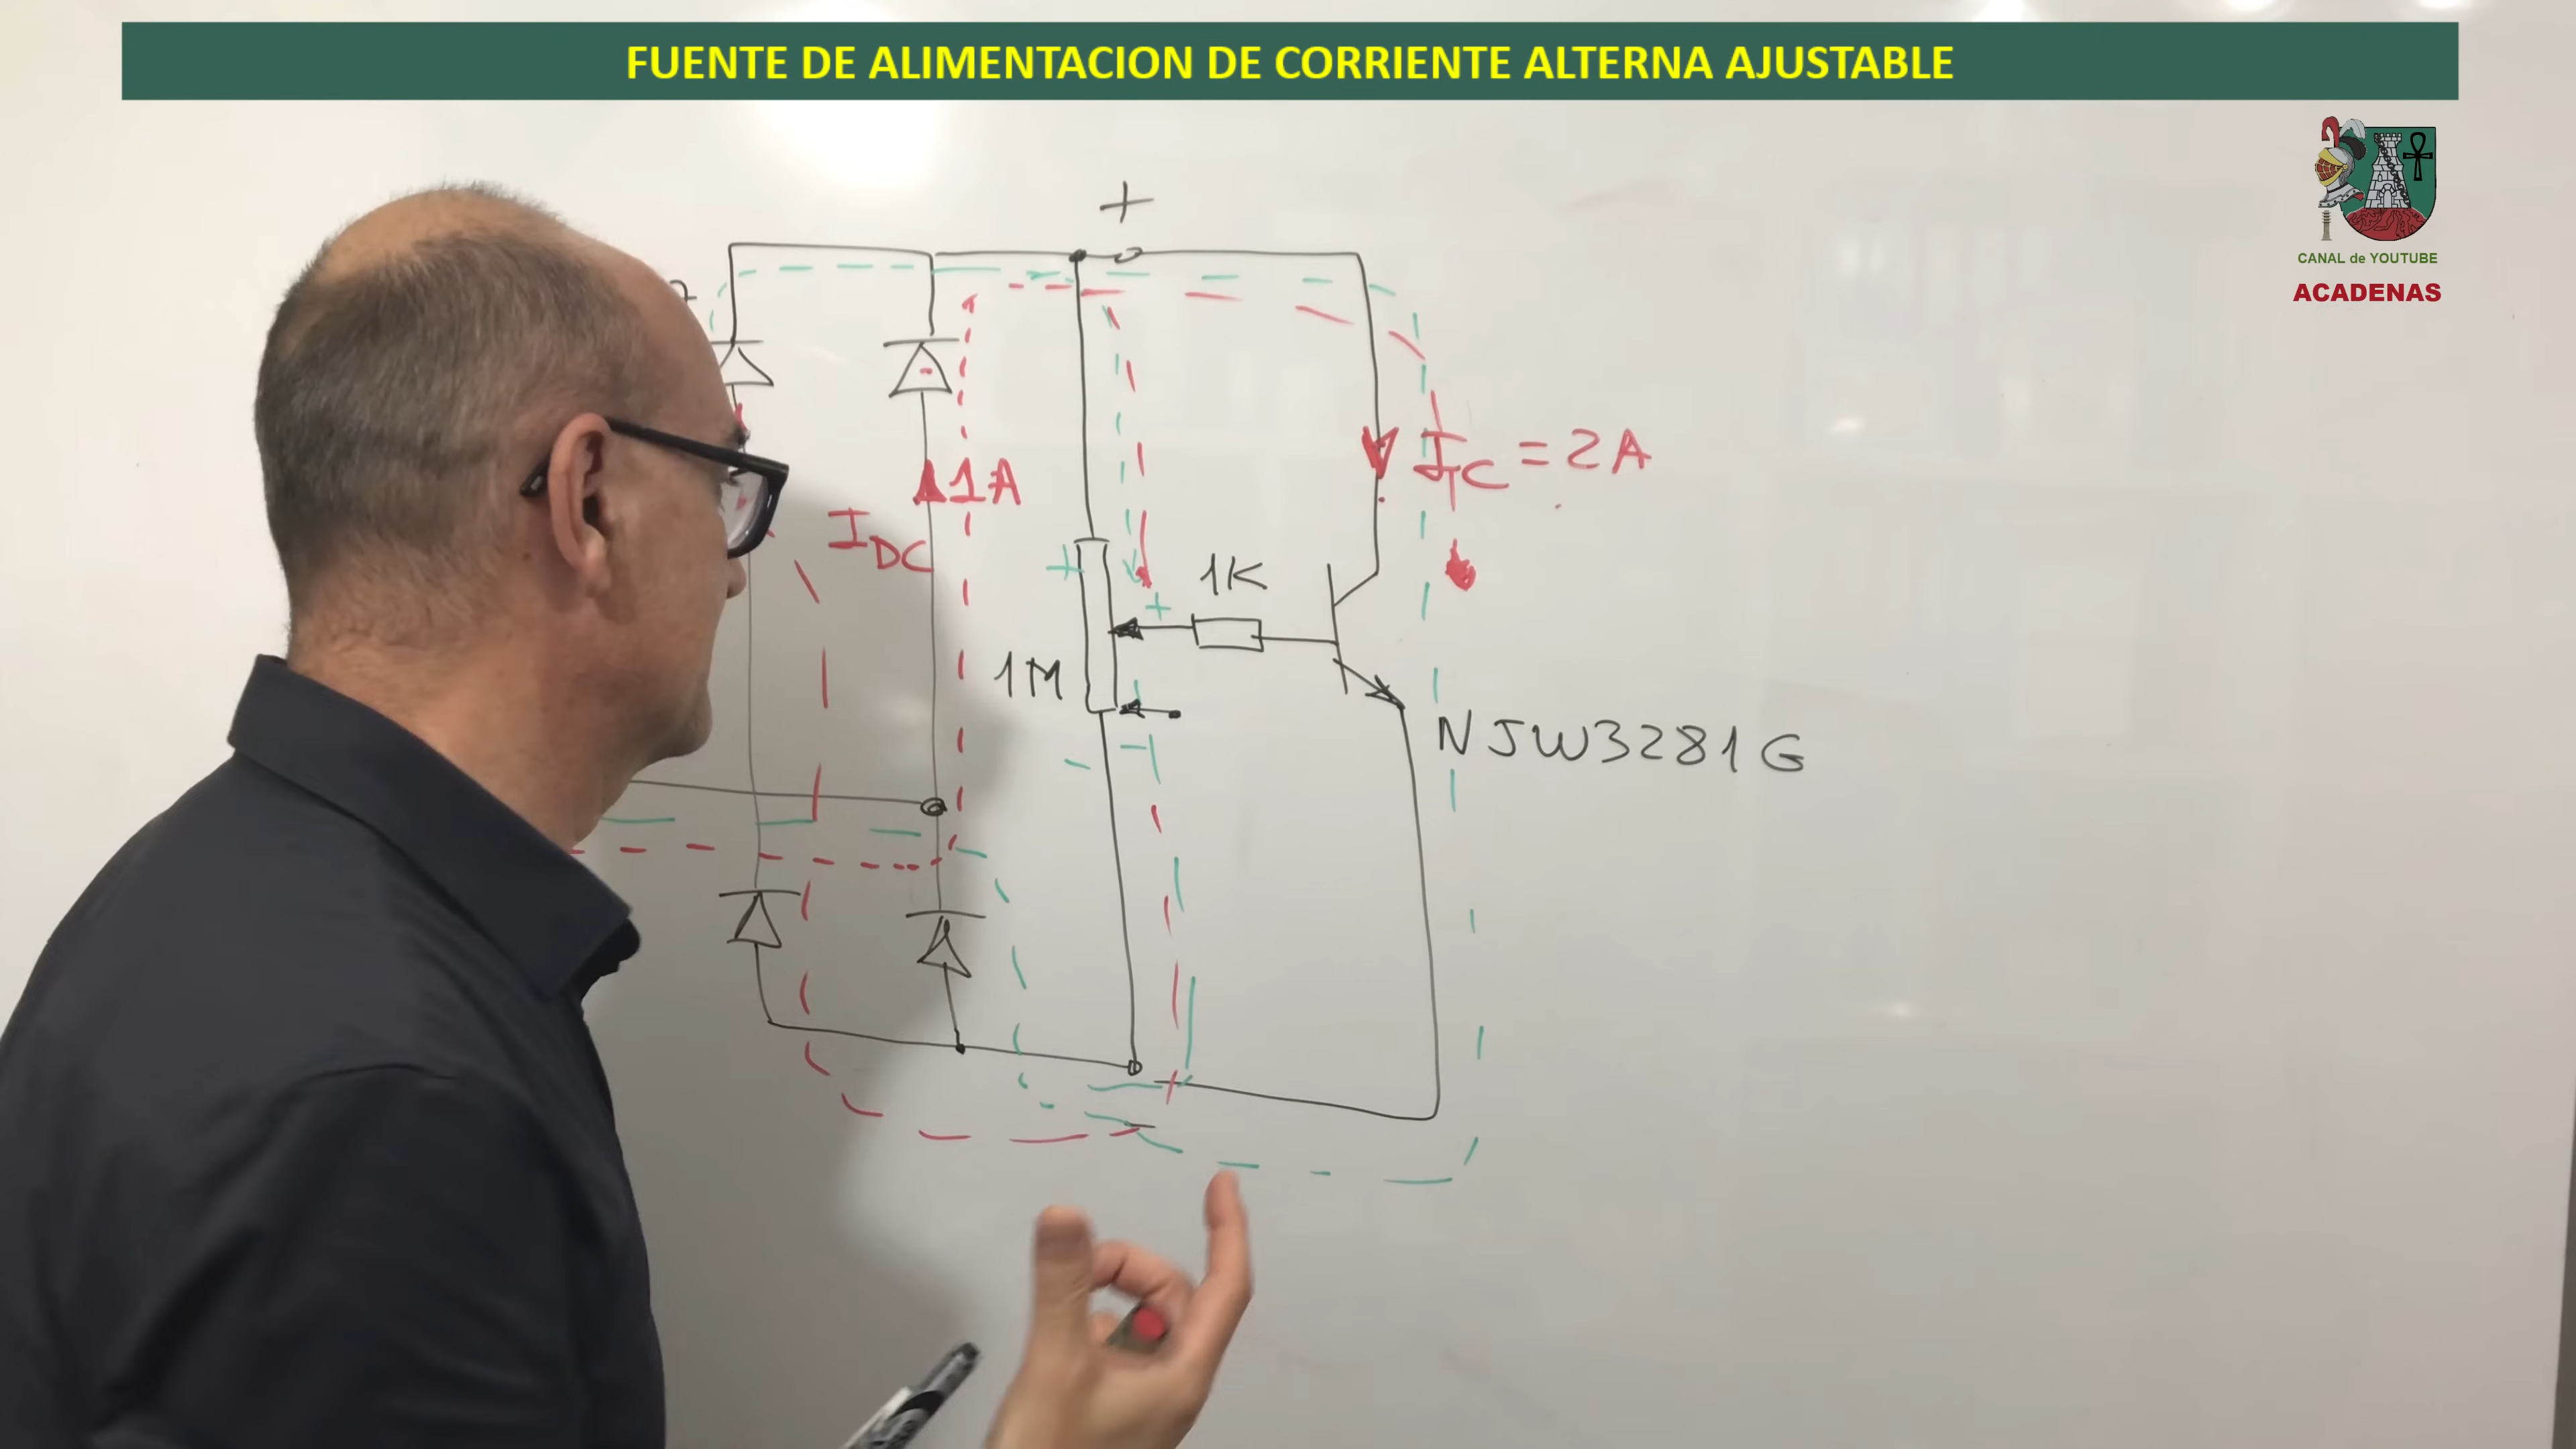 FUENTE DE ALIMENTACION DE CORRIENTE ALTERNA AJUSTABLE
CANAL de YOUTUBE
ACADENAS
+
IC = 2A
1A
IDC
+
1K
+
1M
NJW3281G
-
-